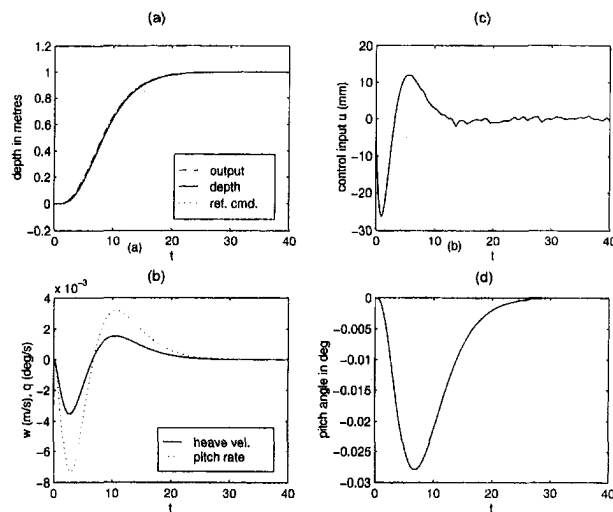 (a)
depth in metres
1.2
1
0.8
0.6
0.4
0.2
0
-0.2
0
10
20
30
40
(a)
t
output
depth
ref. cmd.
(c)
control input u (mm)
20
10
0
-10
-20
-30
0
10
20
30
40
(b)
t
(b)
x 10⁻³
w (m/s), q (deg/s)
4
2
0
-2
-4
-6
-8
0
10
20
30
40
t
heave vel.
pitch rate
(d)
pitch angle in deg
0
-0.005
-0.01
-0.015
-0.02
-0.025
-0.03
0
10
20
30
40
t